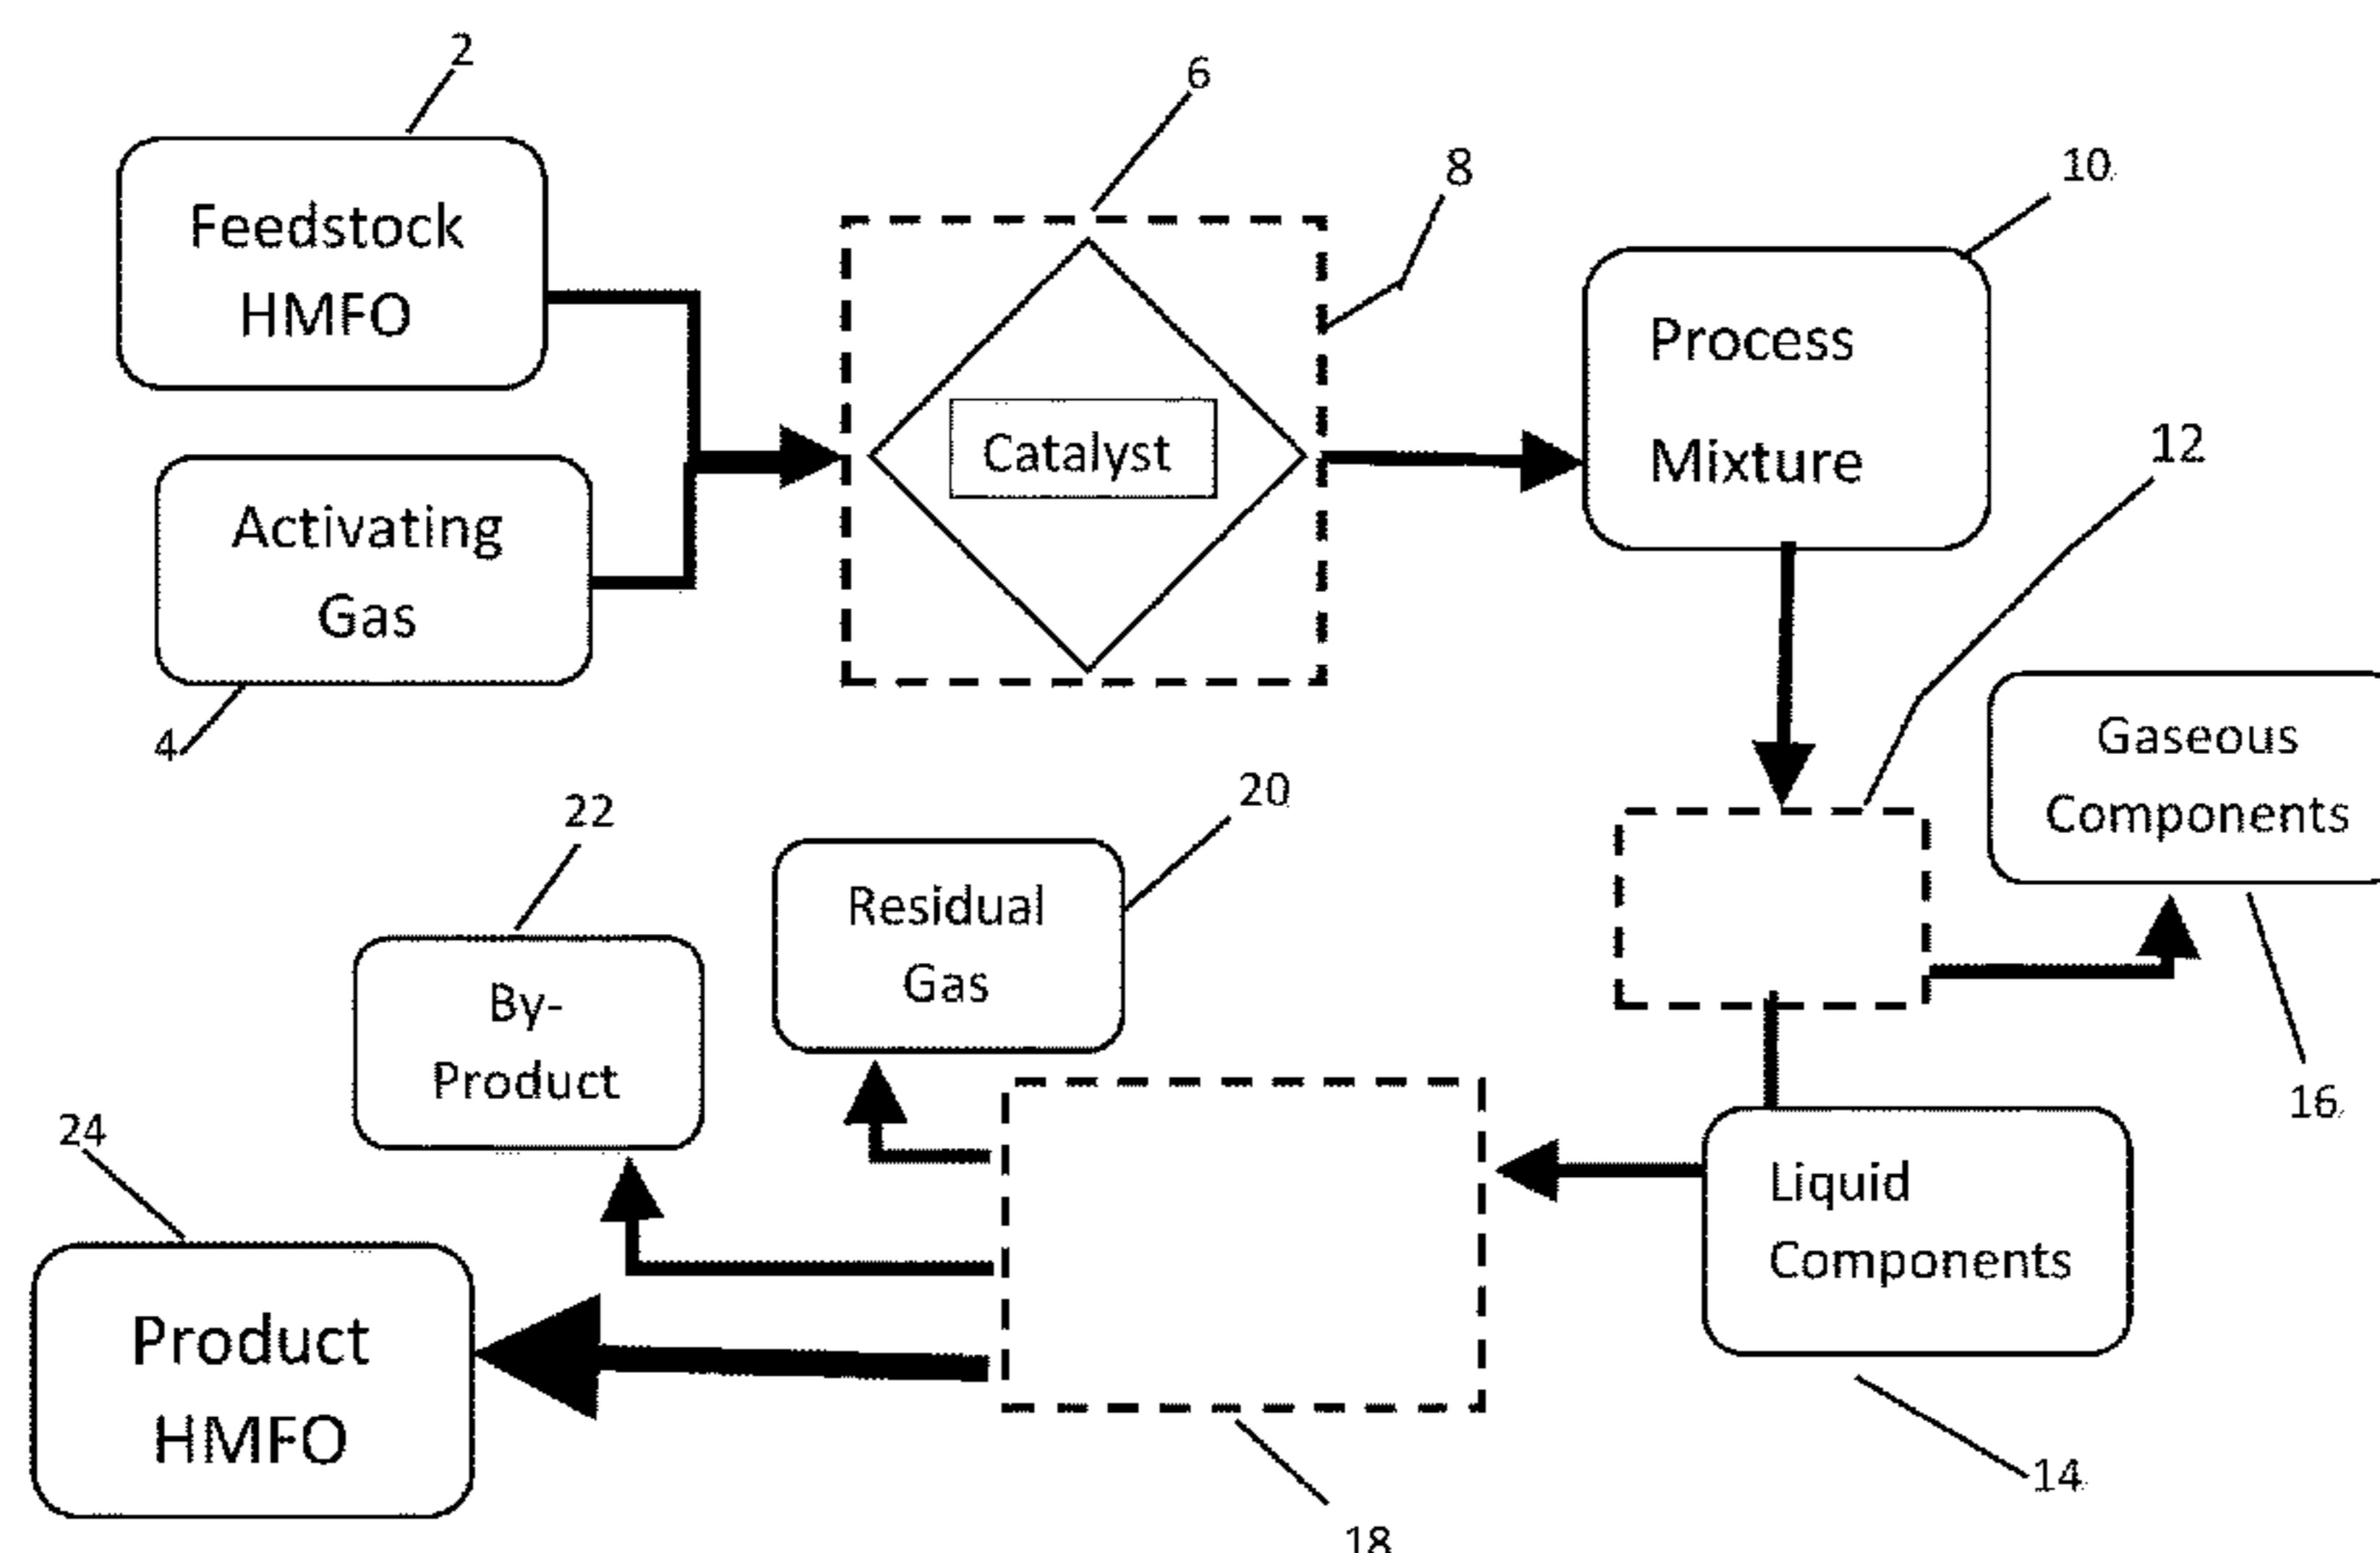 2
6
8
10
Feedstock
HMFO
Process
Mixture
Catalyst
12
Activating
Gas
4
Gaseous
Components
22
20
Residual
Gas
By-
Product
16
24
Liquid
Components
Product
HMFO
14
18